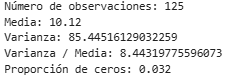 Número de observaciones: 125
Media: 10.12
Varianza: 85.44516129032259
Varianza / Media: 8.44319775596073
Proporción de ceros: 0.032